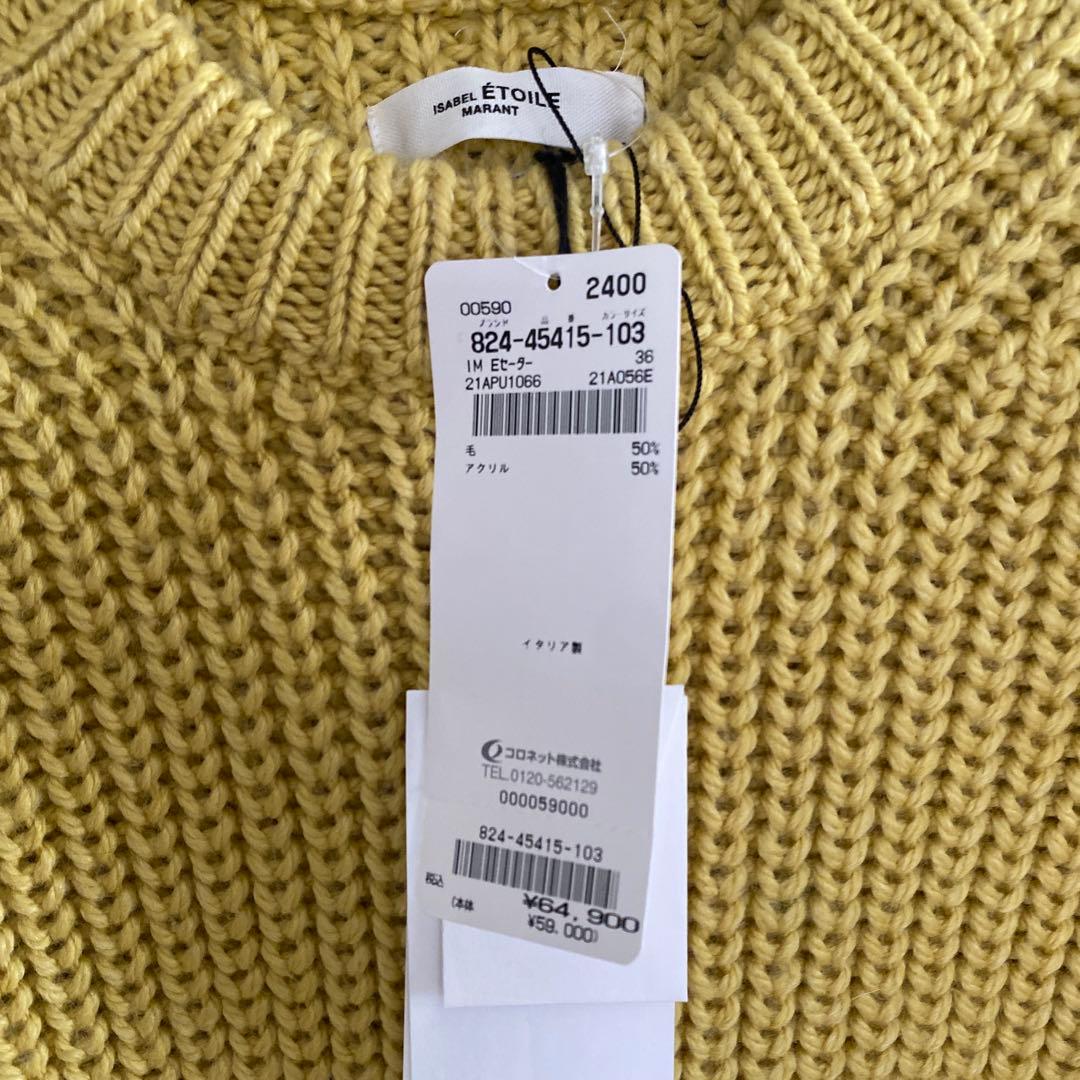 ISABEL ÉTOILE
MARANT
2400
00590
ブランド 品 番 カラーサイズ
824-45415-103
IM Eセーター 36
21APU1066 21A056E
毛 50%
アクリル 50%
イタリア製
コロネット株式会社
TEL.0120-562129
000059000
824-45415-103
税込 ¥64,900
(本体 ¥59,000)